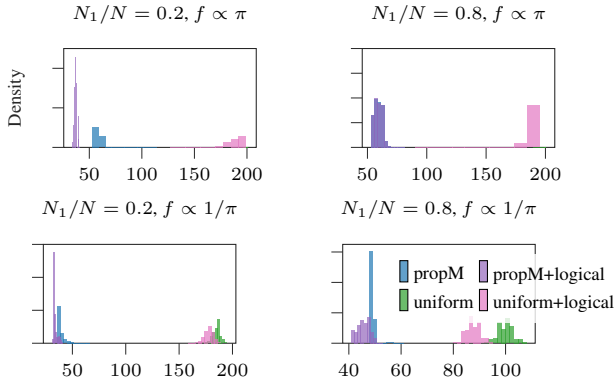 N₁/N = 0.2, f ∝ π
N₁/N = 0.8, f ∝ π
Density
50 100 150 200
50 100 150 200
N₁/N = 0.2, f ∝ 1/π
N₁/N = 0.8, f ∝ 1/π
propM
propM+logical
uniform
uniform+logical
50 100 150 200
40 60 80 100